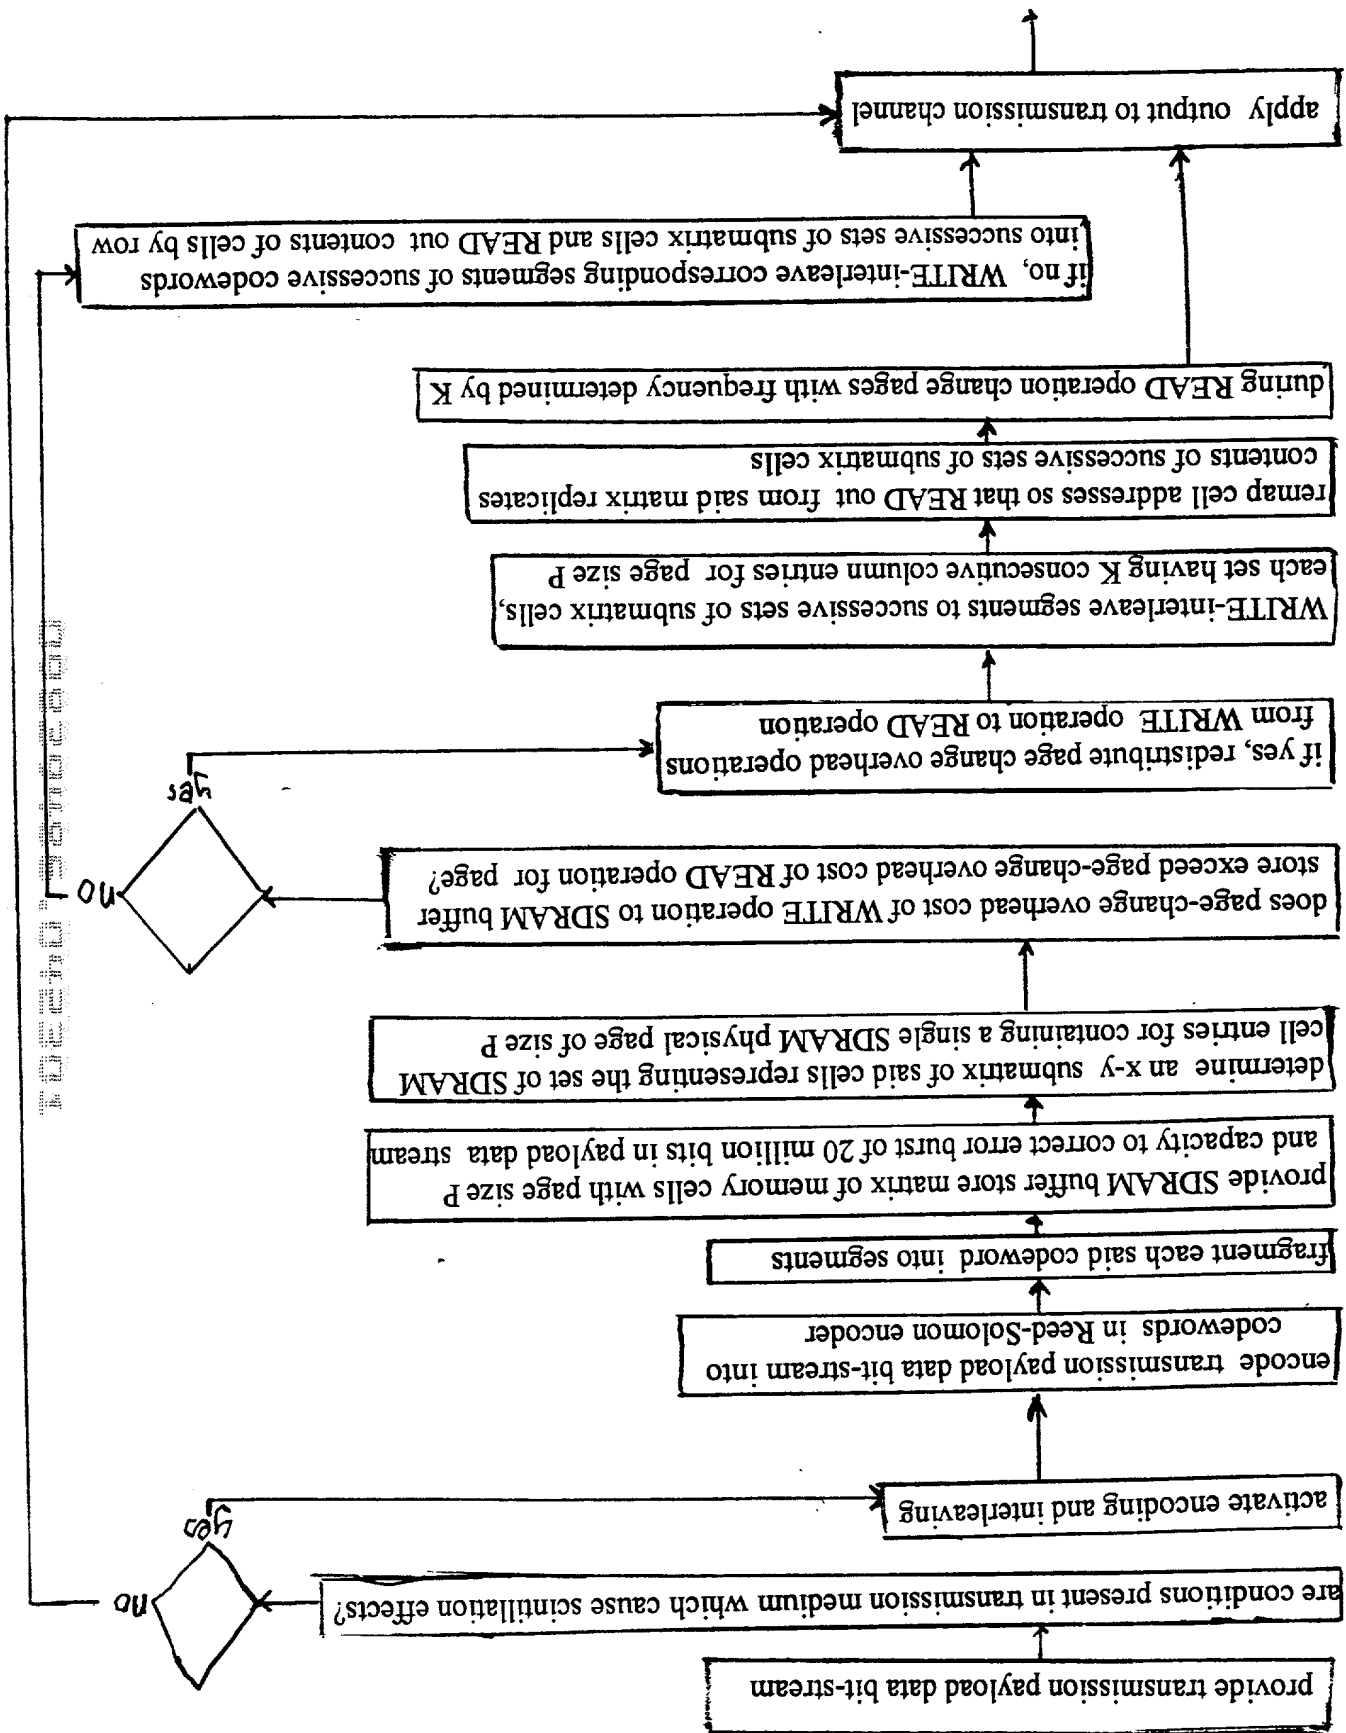 provide transmission payload data bit-stream
are conditions present in transmission medium which cause scintillation effects?
no
yes
activate encoding and interleaving
encode transmission payload data bit-stream into
codewords in Reed-Solomon encoder
fragment each said codeword into segments
provide SDRAM buffer store matrix of memory cells with page size P
and capacity to correct error burst of 20 million bits in payload data stream
determine an x-y submatrix of said cells representing the set of SDRAM
cell entries for containing a single SDRAM physical page of size P
does page-change overhead cost of WRITE operation to SDRAM buffer
store exceed page-change overhead cost of READ operation for page?
no
yes
if yes, redistribute page change overhead operations
from WRITE operation to READ operation
WRITE-interleave segments to successive sets of submatrix cells,
each set having K consecutive column entries for page size P
remap cell addresses so that READ out from said matrix replicates
contents of successive sets of submatrix cells
during READ operation change pages with frequency determined by K
if no, WRITE-interleave corresponding segments of successive codewords
into successive sets of submatrix cells and READ out contents of cells by row
apply output to transmission channel